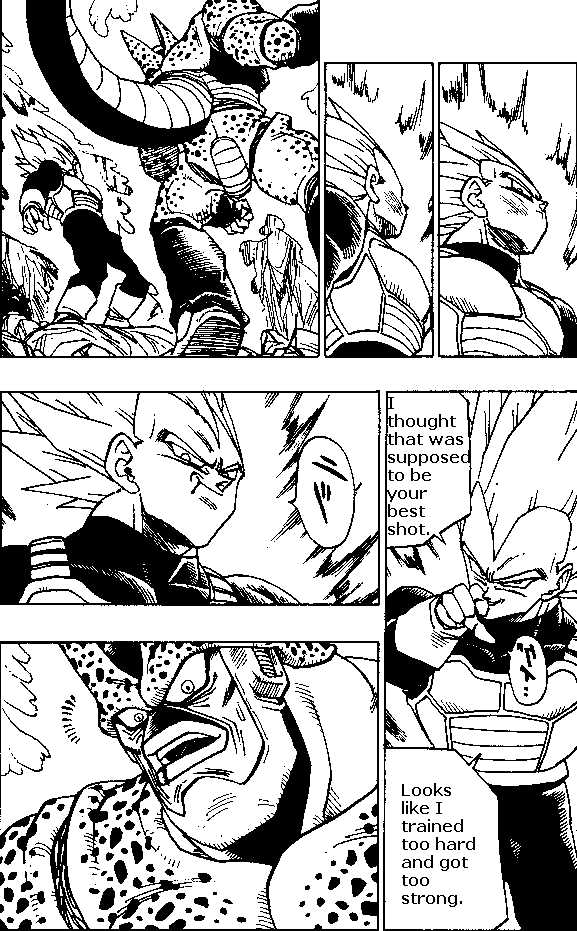 I
thought
that was
supposed
to be
your
best
shot.
Looks
like I
trained
too hard
and got
too
strong.